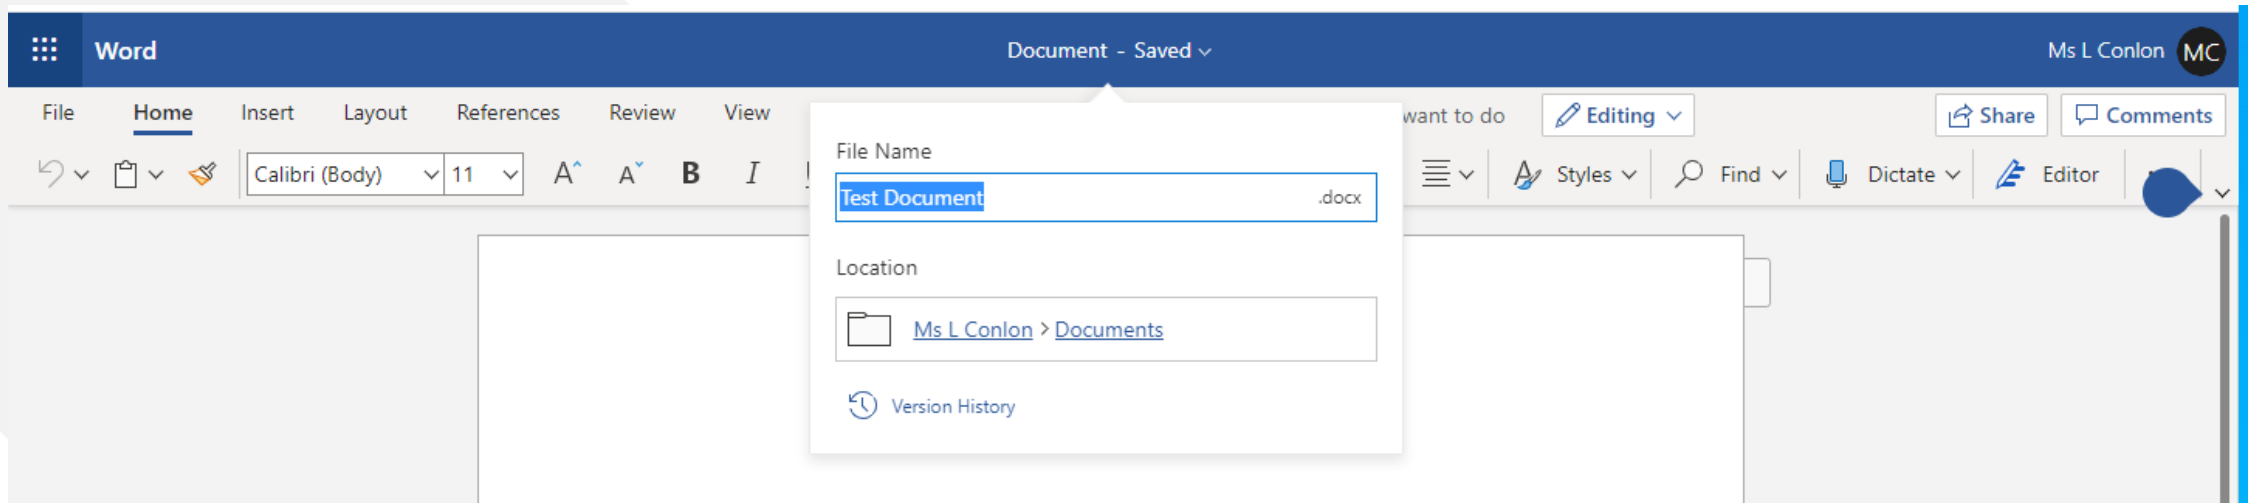 Word
Document - Saved
Ms L Conlon MC
File Home Insert Layout References Review View want to do Editing Share Comments
Calibri (Body) 11 A A B I Styles Find Dictate Editor
File Name
Test Document .docx
Location
Ms L Conlon > Documents
Version History